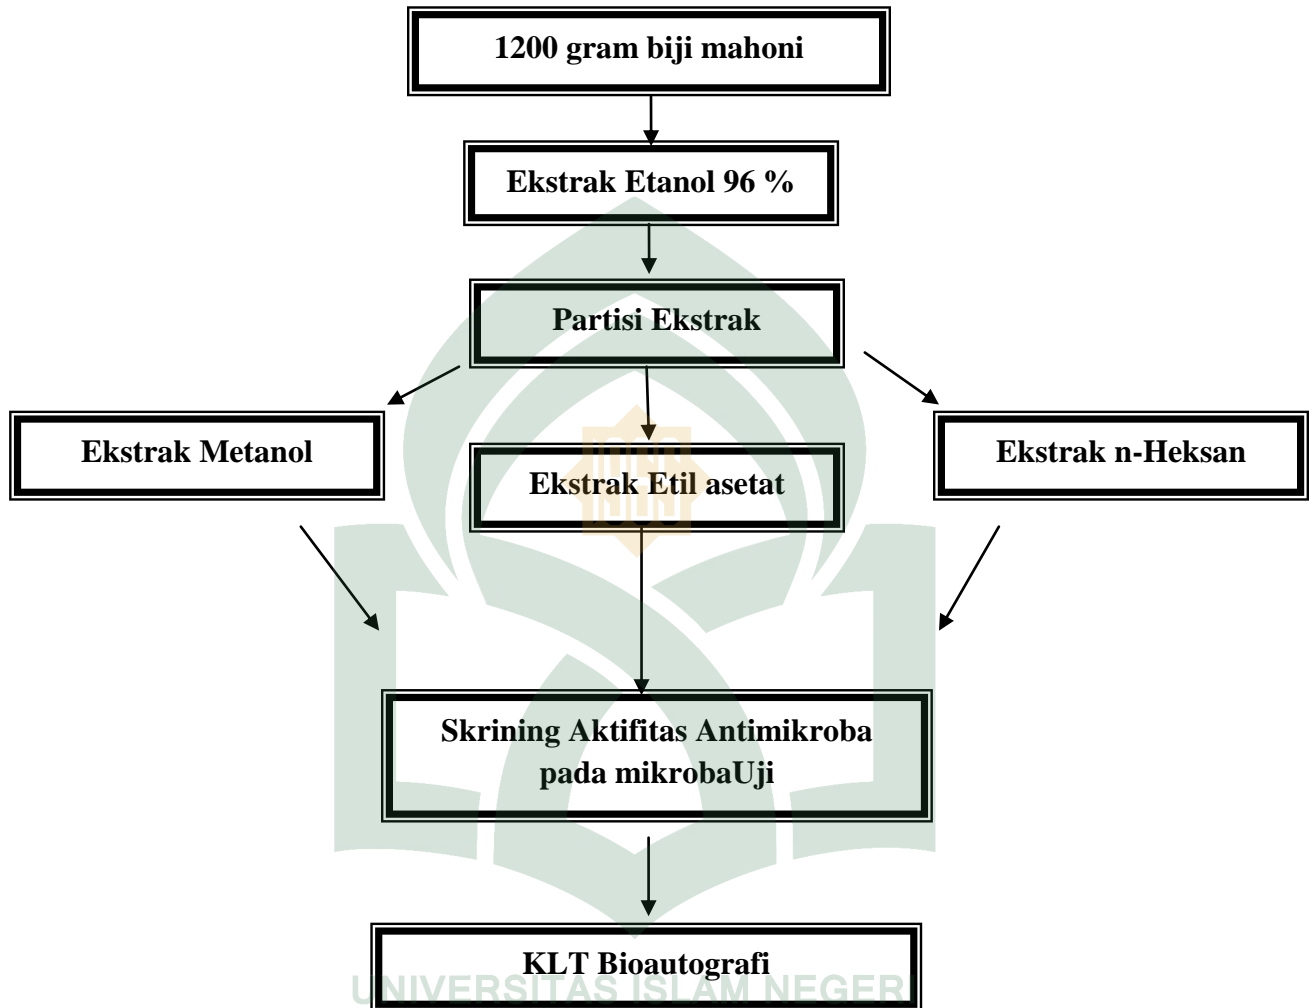 1200 gram biji mahoni
Ekstrak Etanol 96 %
Partisi Ekstrak
Ekstrak Metanol
Ekstrak Etil asetat
Ekstrak n-Heksan
Skrining Aktifitas Antimikroba
pada mikrobaUji
KLT Bioautografi
UNIVERSITAS ISLAM NEGERI